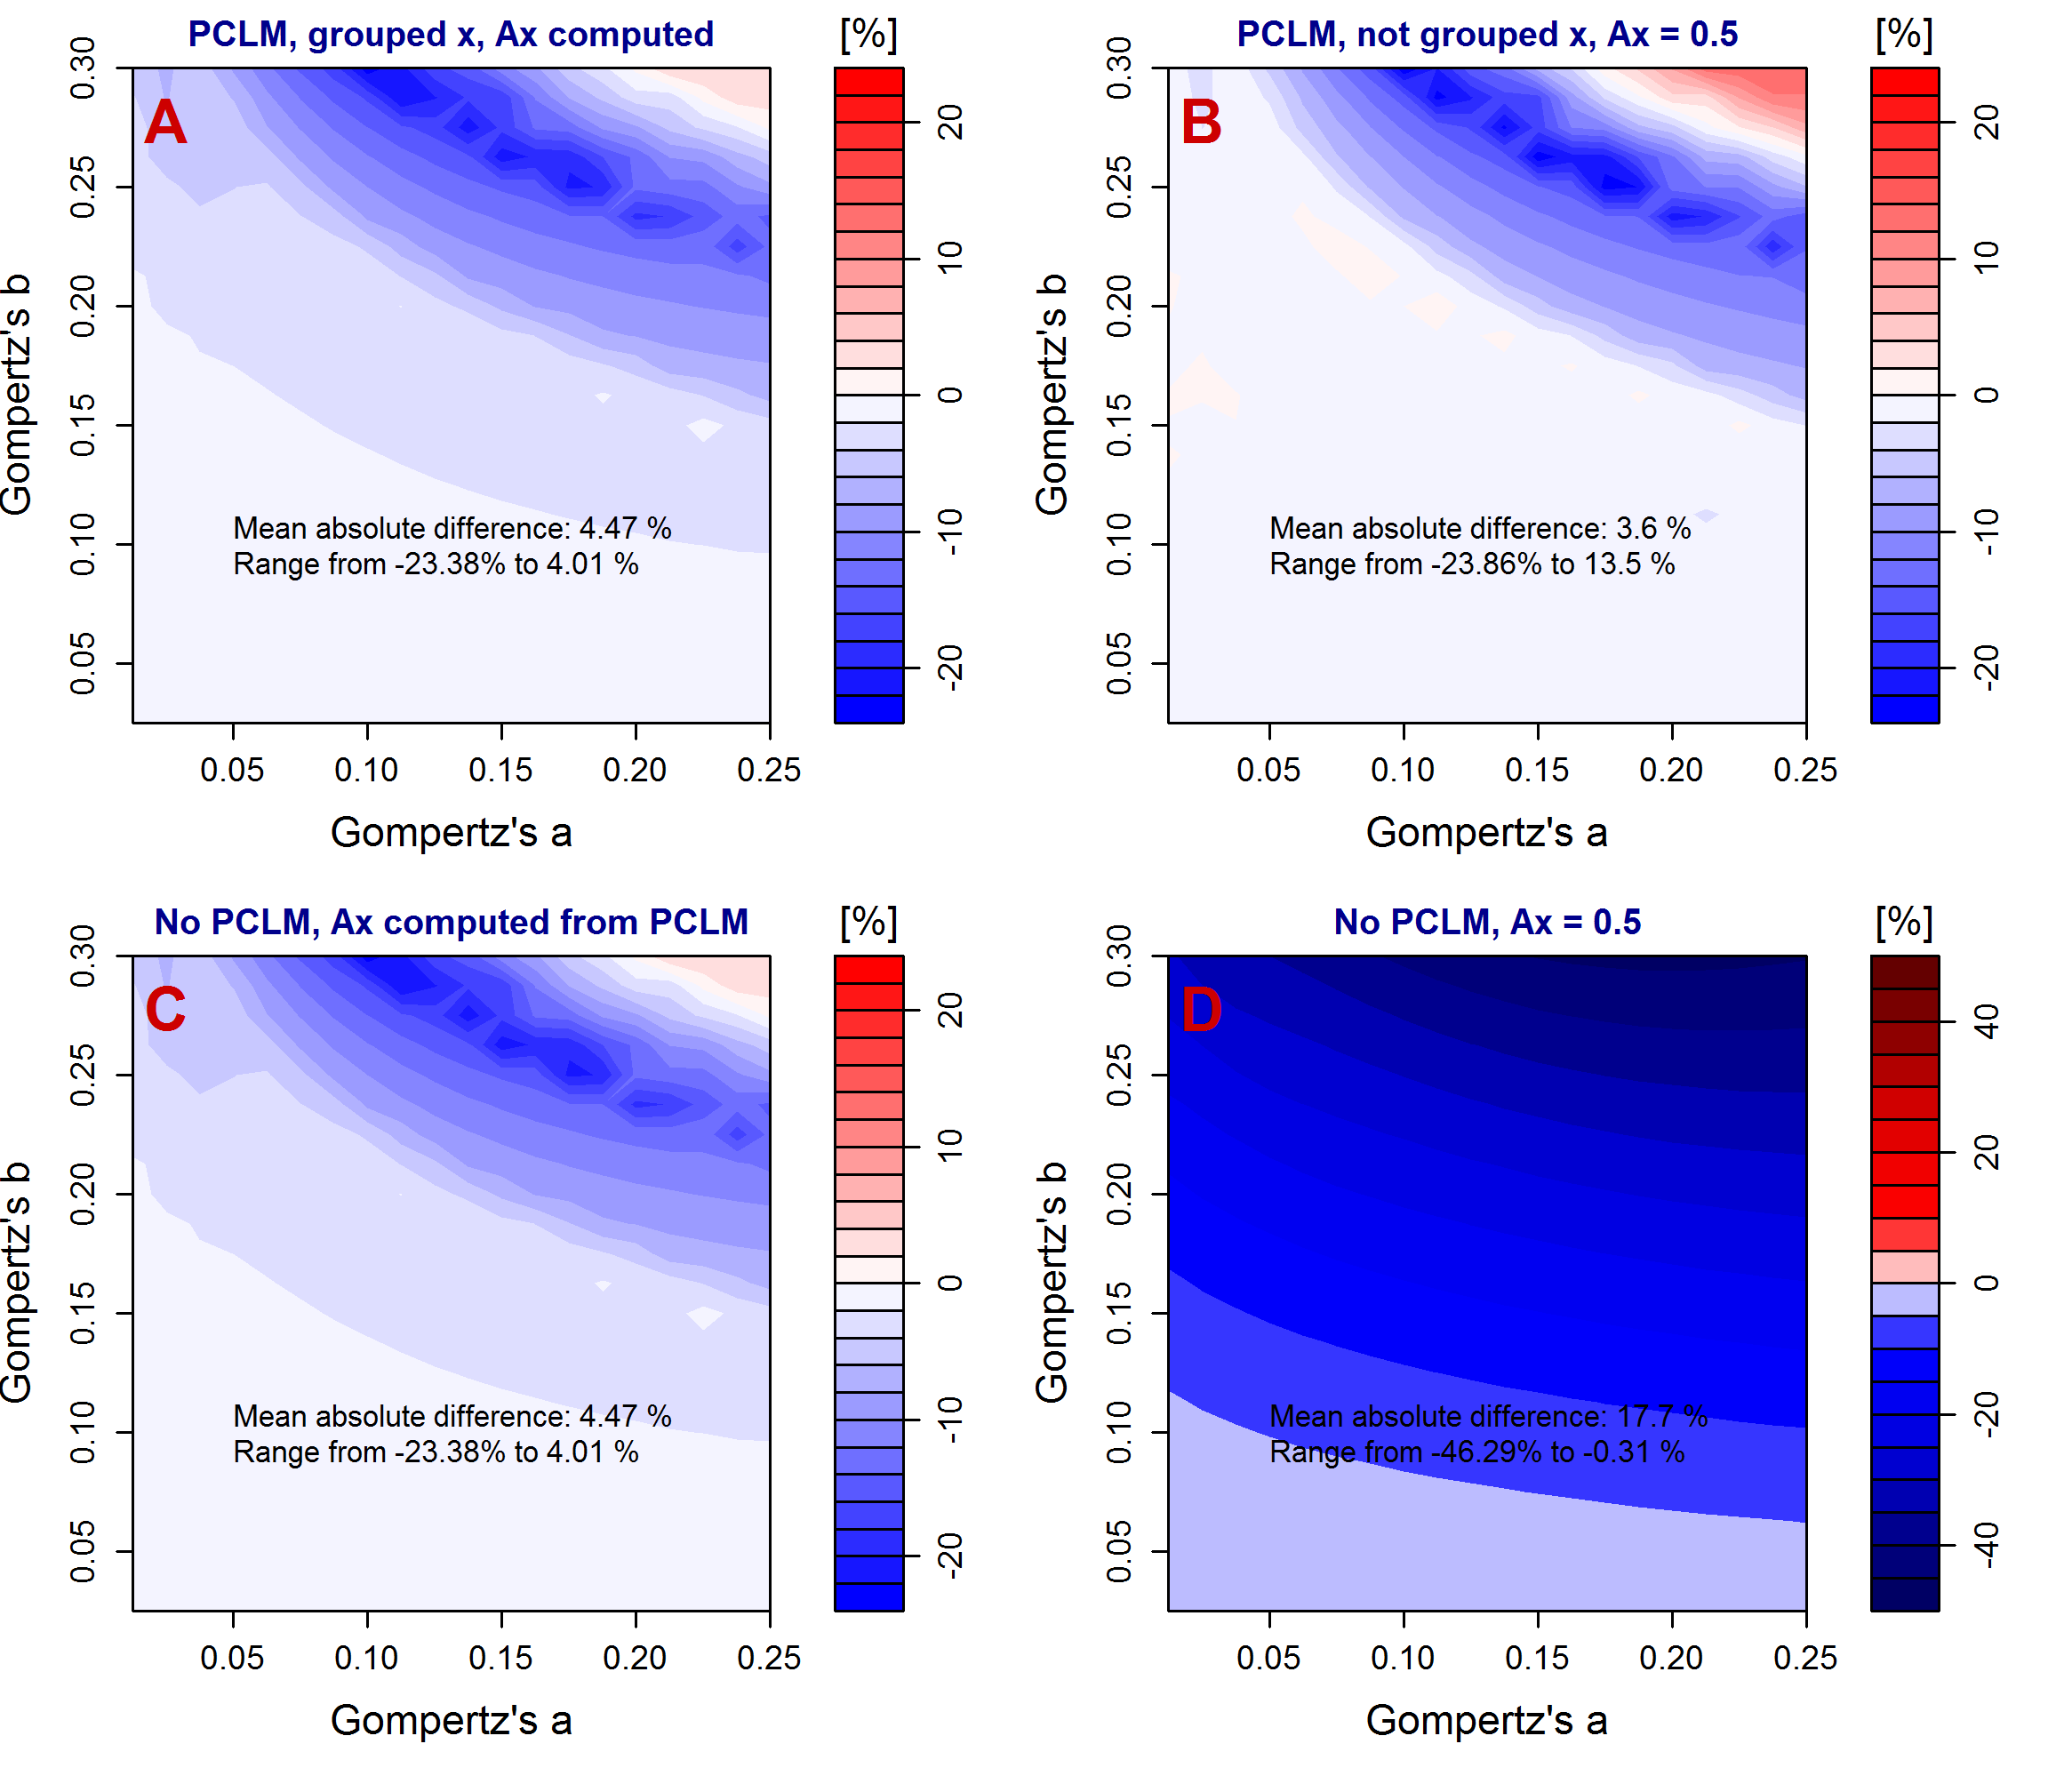 PCLM, grouped x, Ax computed
[%]
A
Gompertz's b
0.30
0.25
0.20
0.15
0.10
0.05
Mean absolute difference: 4.47 %
Range from -23.38% to 4.01 %
0.05 0.10 0.15 0.20 0.25
Gompertz's a
20
10
0
-10
-20
PCLM, not grouped x, Ax = 0.5
[%]
B
Gompertz's b
0.30
0.25
0.20
0.15
0.10
0.05
Mean absolute difference: 3.6 %
Range from -23.86% to 13.5 %
0.05 0.10 0.15 0.20 0.25
Gompertz's a
20
10
0
-10
-20
No PCLM, Ax computed from PCLM
[%]
C
Gompertz's b
0.30
0.25
0.20
0.15
0.10
0.05
Mean absolute difference: 4.47 %
Range from -23.38% to 4.01 %
0.05 0.10 0.15 0.20 0.25
Gompertz's a
20
10
0
-10
-20
No PCLM, Ax = 0.5
[%]
D
Gompertz's b
0.30
0.25
0.20
0.15
0.10
0.05
Mean absolute difference: 17.7 %
Range from -46.29% to -0.31 %
0.05 0.10 0.15 0.20 0.25
Gompertz's a
40
20
0
-20
-40